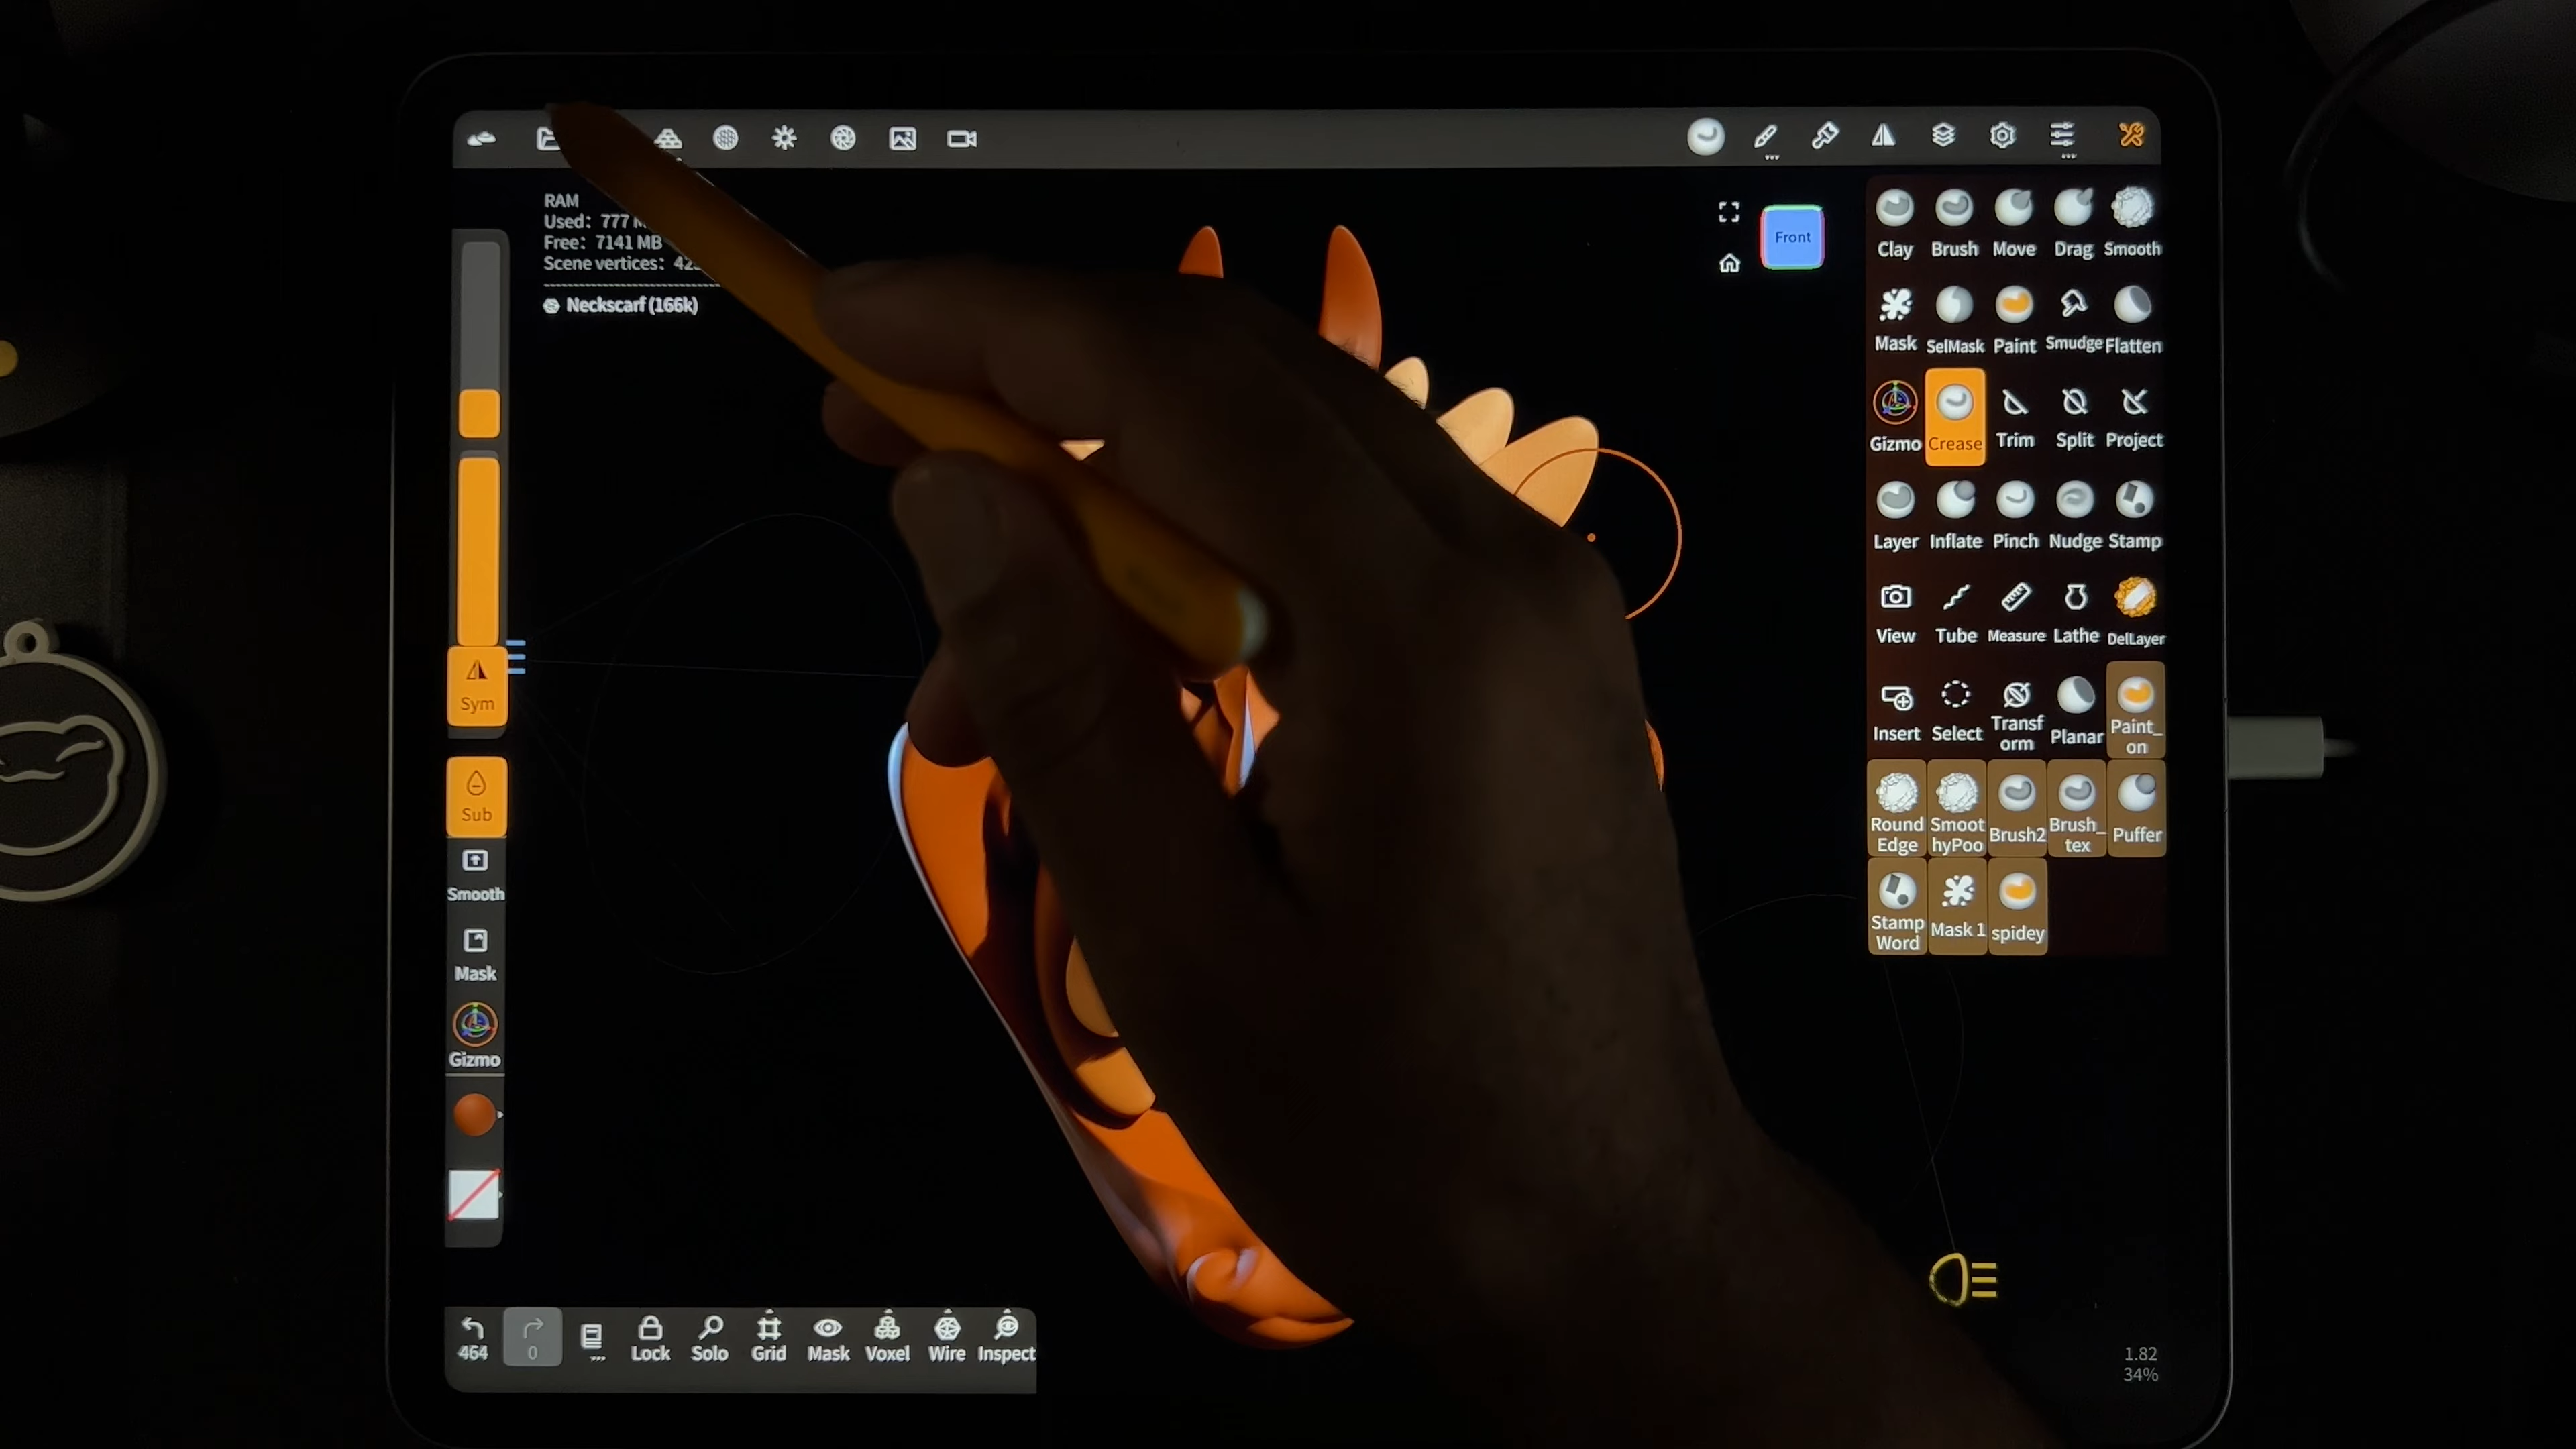 RAM
Used: 777
Free: 7141 MB
Scene vertices:
Neckscarf (166k)
Front
Clay Brush Move Drag Smooth
Mask SelMask Paint Smudge Flatten
Gizmo Crease Trim Split Project
Layer Inflate Pinch Nudge Stamp
View Tube Measure Lathe DelLayer
Insert Select Transf
orm Planar Paint_
on
Round
Edge Smoot
hyPoo Brush2 Brush_
tex Puffer
Stamp
Word Mask 1 spidey
Sym
Sub
Smooth
Mask
Gizmo
464 0 Lock Solo Grid Mask Voxel Wire Inspect
1.82
34%